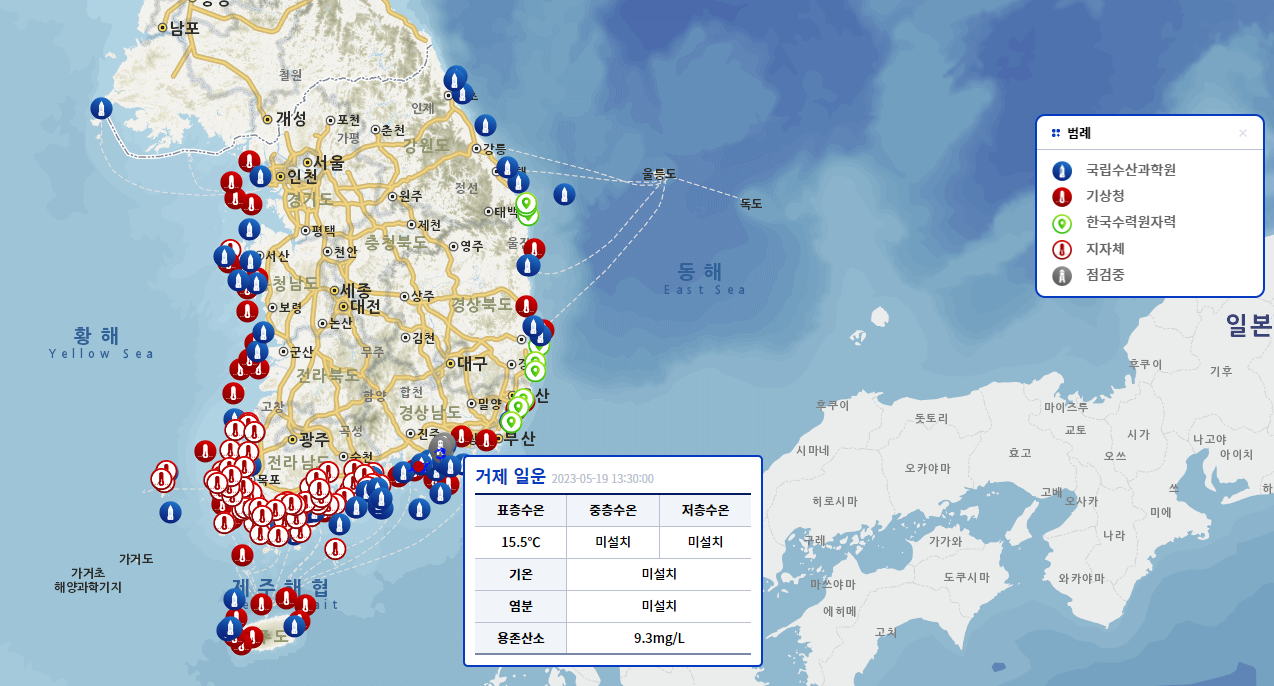 남포
철원
개성
포천
인제
춘천
가평
강원도
강릉
서울
인천
경기도
원주
정선
태백
울릉도
독도
평택
제천
충청북도
영주
서산
천안
동 해
East Sea
세종
대전
상주
경상북도
보령
논산
김천
황 해
Yellow Sea
군산
무주
대구
전라북도
함양
합천
밀양
고창
경상남도
곡성
진주
광주
부산
순천
전라남도
목포
가거도
가거초
해양과학기지
제 주 해 협
범례
×
국립수산과학원
기상청
한국수력원자력
지자체
점검중
일본
후쿠이
기후
후쿠이
돗토리
마이즈루
교토
시가
나고야
시마네
효고
오쓰
아이치
오카야마
고베
오사카
쓰
히로시마
미에
구레
가가와
나라
마쓰야마
도쿠시마
와카야마
에히메
고치
거제 일운 2023-05-19 13:30:00
표층수온 중층수온 저층수온
15.5℃ 미설치 미설치
기온 미설치
염분 미설치
용존산소 9.3mg/L